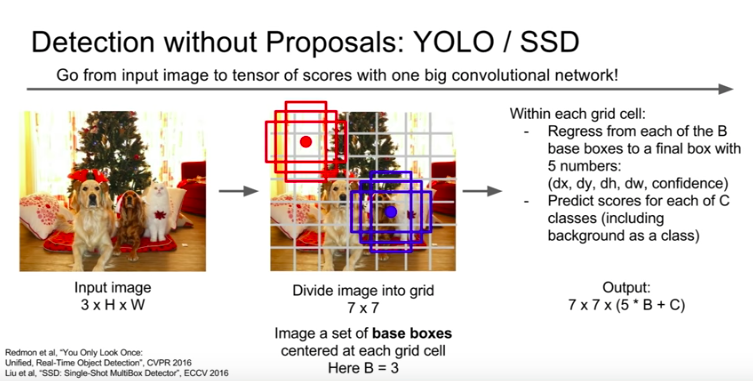 Detection without Proposals: YOLO / SSD
Go from input image to tensor of scores with one big convolutional network!
Input image
3 x H x W
Divide image into grid
7 x 7
Image a set of base boxes
centered at each grid cell
Here B = 3
Within each grid cell:
- Regress from each of the B
base boxes to a final box with
5 numbers:
(dx, dy, dh, dw, confidence)
- Predict scores for each of C
classes (including
background as a class)
Output:
7 x 7 x (5 * B + C)
Redmon et al, "You Only Look Once:
Unified, Real-Time Object Detection", CVPR 2016
Liu et al, "SSD: Single-Shot MultiBox Detector", ECCV 2016